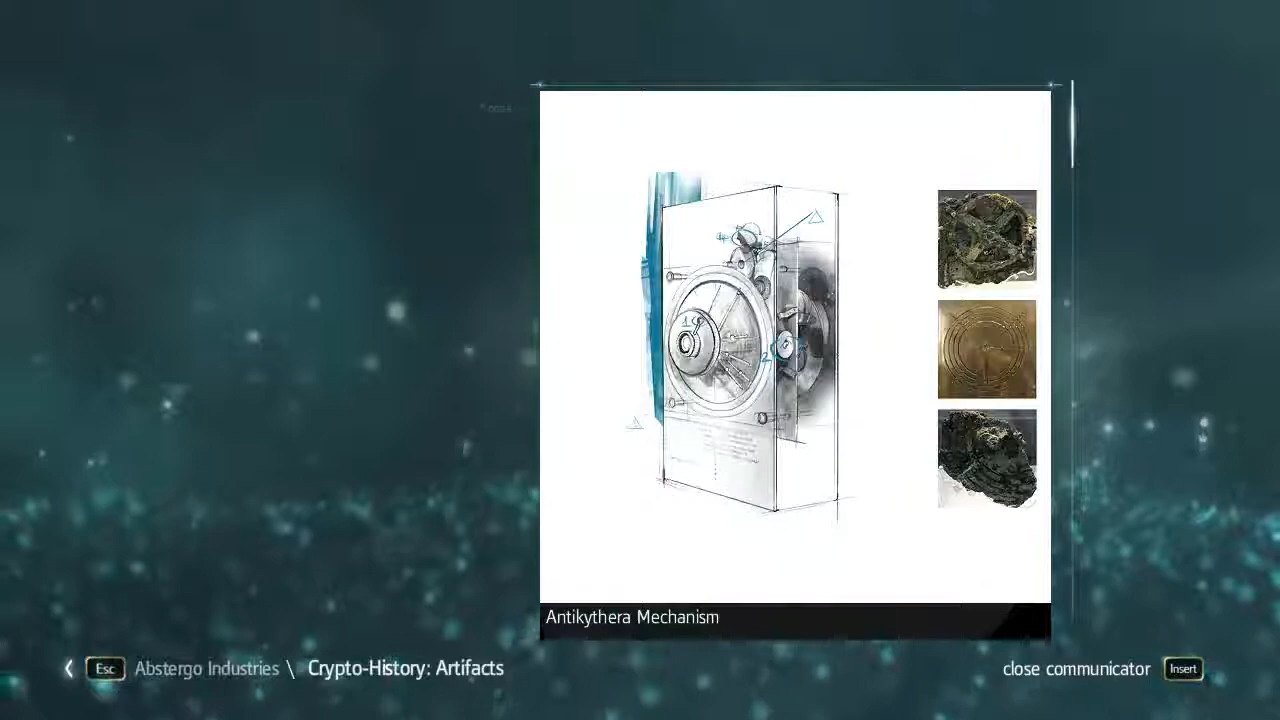 Antikythera Mechanism
Esc Abstergo Industries \ Crypto-History: Artifacts
close communicator Insert